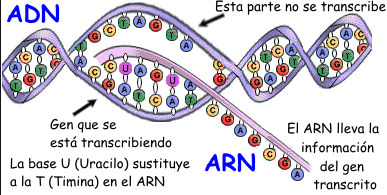 ADN
Esta parte no se transcribe
Gen que se
está transcribiendo
La base U (Uracilo) sustituye
a la T (Timina) en el ARN
ARN
El ARN lleva la
información
del gen
transcrito